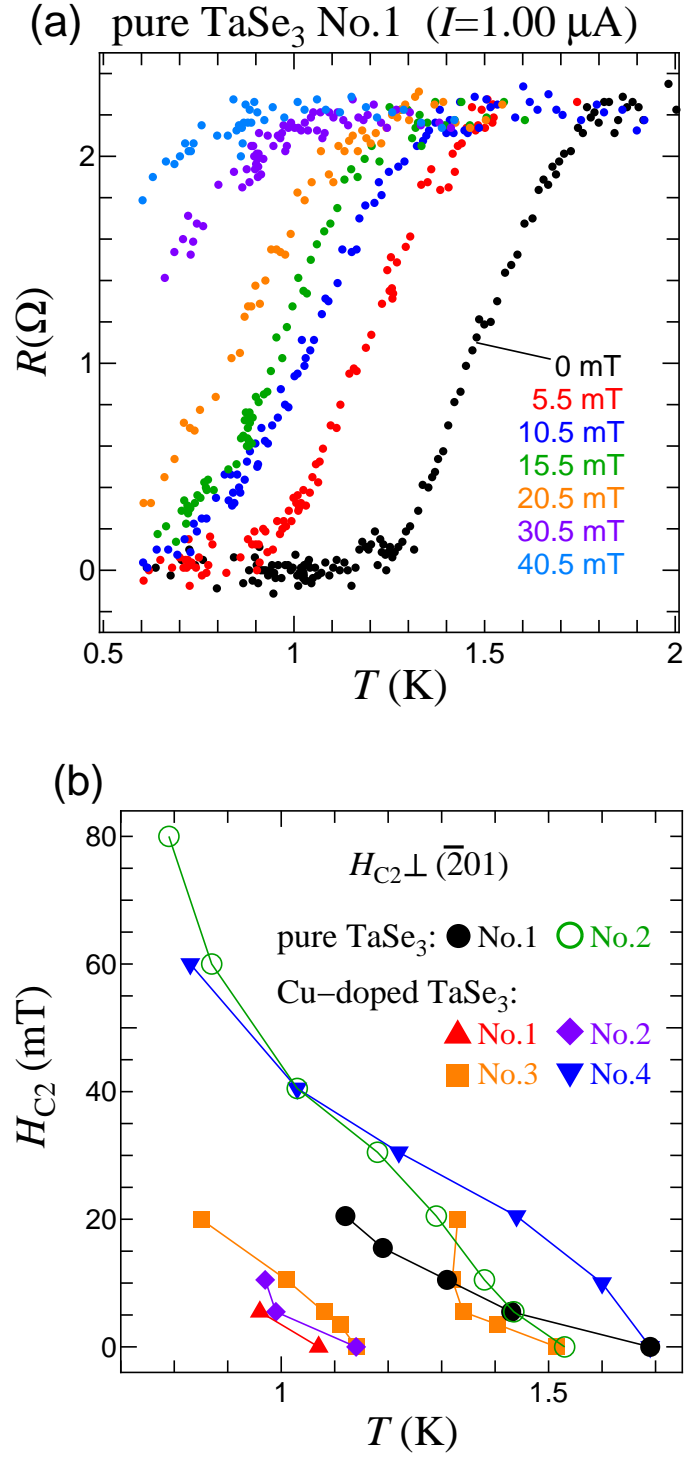 (a) pure TaSe3 No.1 (I=1.00 μA)
R(Ω)
2
1
0
0 mT
5.5 mT
10.5 mT
15.5 mT
20.5 mT
30.5 mT
40.5 mT
0.5 1 1.5 2
T (K)
(b)
HC2 (mT)
80
60
40
20
0
HC2⊥ (2̅01)
pure TaSe3: No.1 No.2
Cu−doped TaSe3:
No.1 No.2
No.3 No.4
1 1.5
T (K)